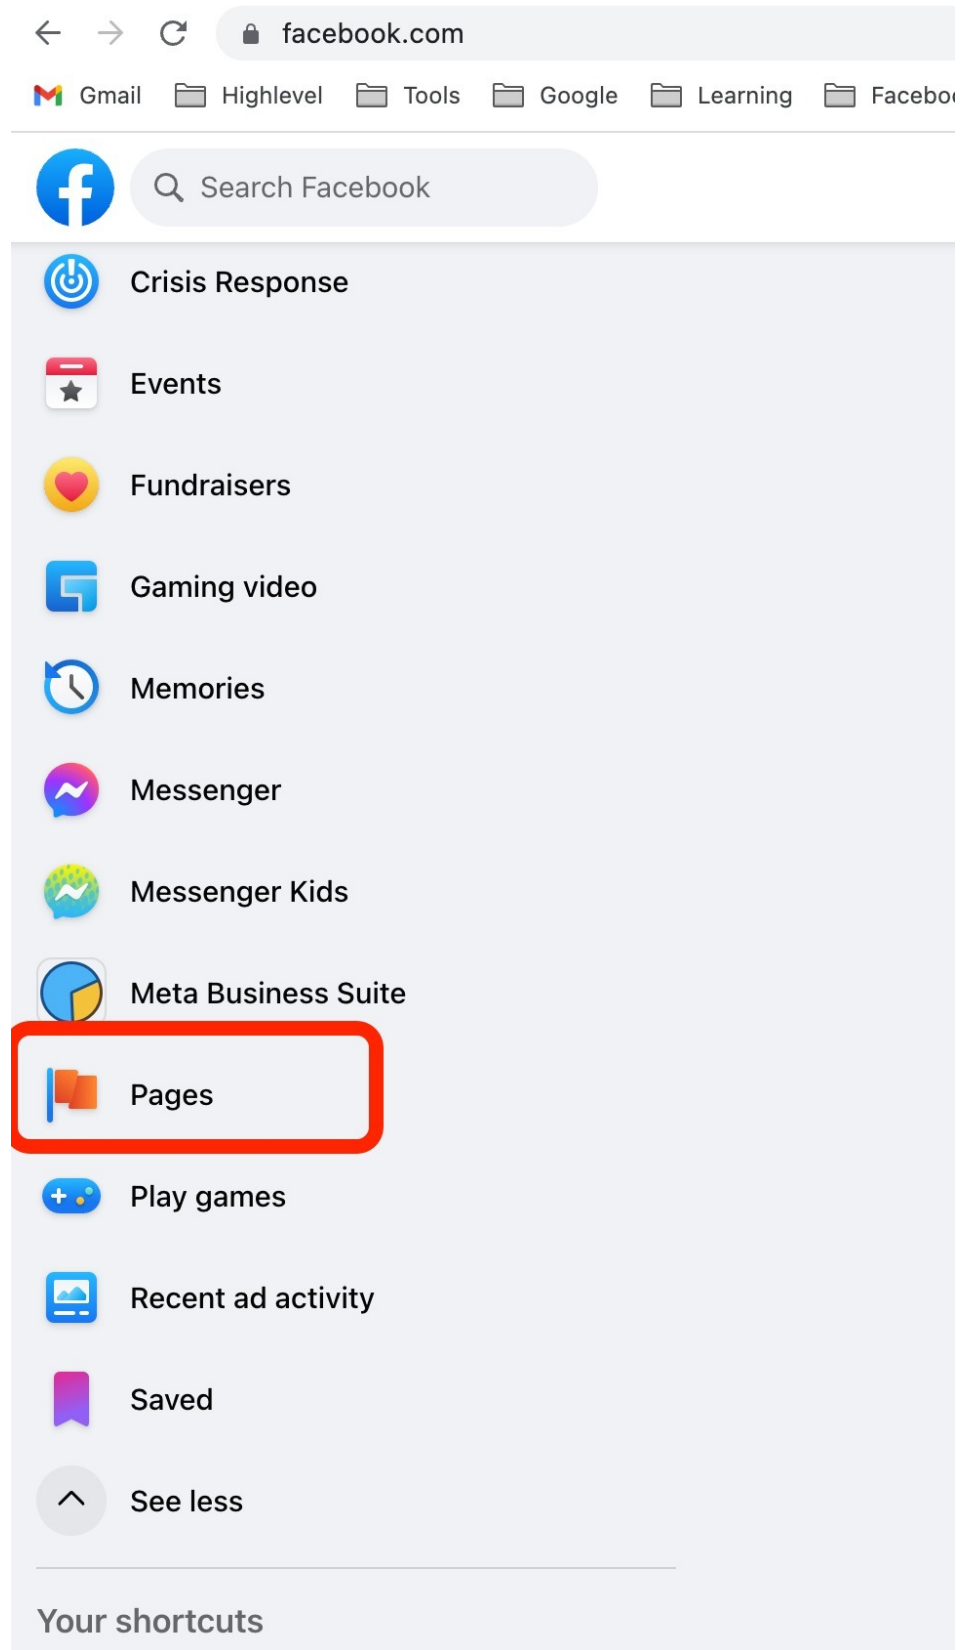 facebook.com
Gmail Highlevel Tools Google Learning Faceboo
Search Facebook
Crisis Response
Events
Fundraisers
Gaming video
Memories
Messenger
Messenger Kids
Meta Business Suite
Pages
Play games
Recent ad activity
Saved
See less
Your shortcuts